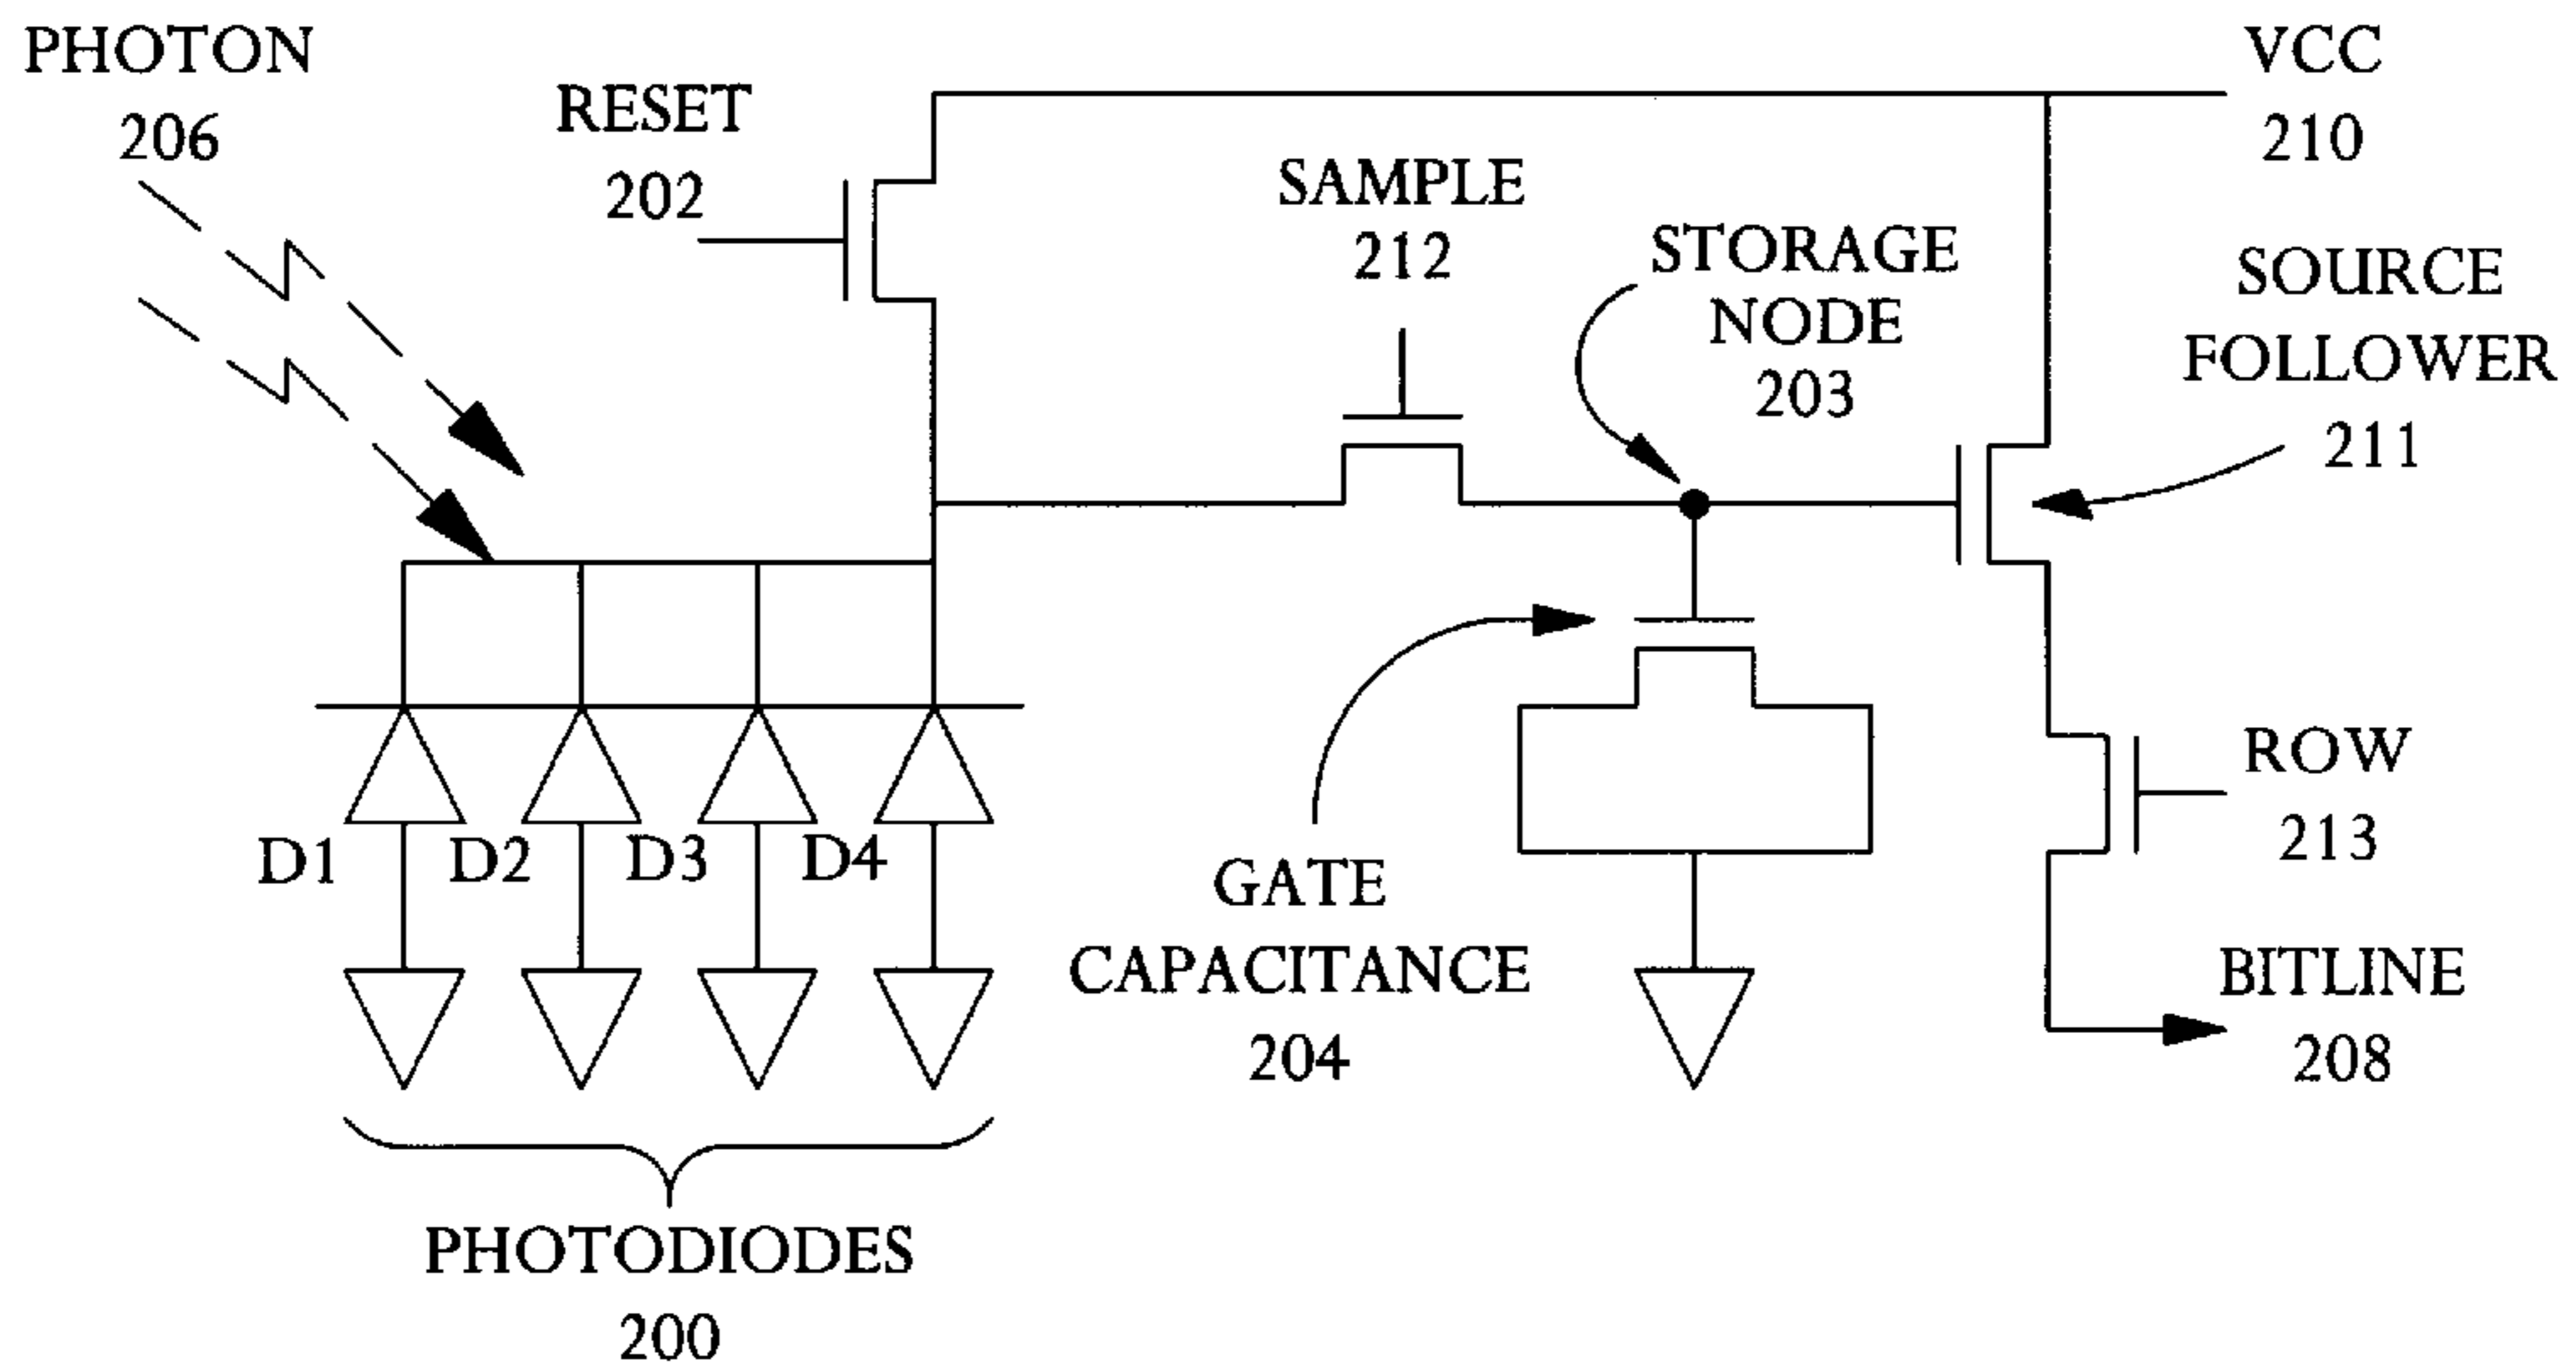 PHOTON
206
RESET
202
SAMPLE
212
STORAGE
NODE
203
VCC
210
SOURCE
FOLLOWER
211
D1
D2
D3
D4
GATE
CAPACITANCE
204
ROW
213
BITLINE
208
PHOTODIODES
200